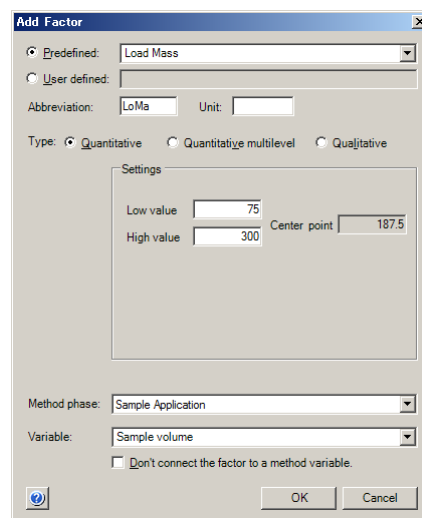 Add Factor
Predefined: Load Mass
User defined:
Abbreviation: LoMa Unit:
Type: Quantitative Quantitative multilevel Qualitative
Settings
Low value 75
Center point 187.5
High value 300
Method phase: Sample Application
Variable: Sample volume
Don't connect the factor to a method variable.
OK Cancel